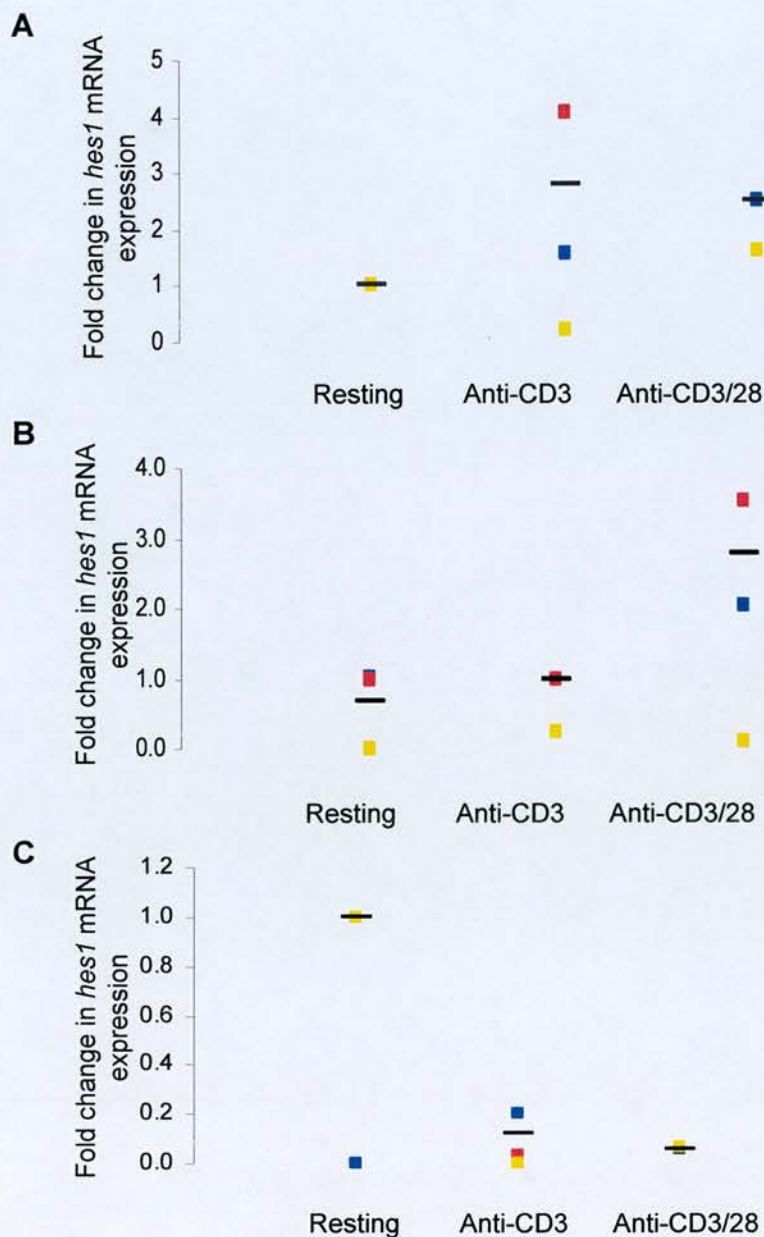 A
Fold change in hes1 mRNA
expression
5
4
3
2
1
0
Resting Anti-CD3 Anti-CD3/28
B
Fold change in hes1 mRNA
expression
4.0
3.0
2.0
1.0
0.0
Resting Anti-CD3 Anti-CD3/28
C
Fold change in hes1 mRNA
expression
1.2
1.0
0.8
0.6
0.4
0.2
0.0
Resting Anti-CD3 Anti-CD3/28